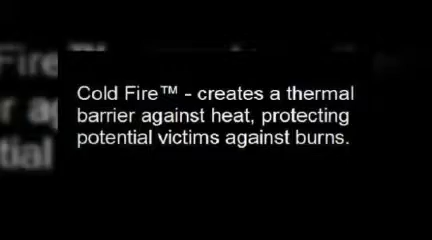 Cold Fire™ - creates a thermal
barrier against heat, protecting
potential victims against burns.